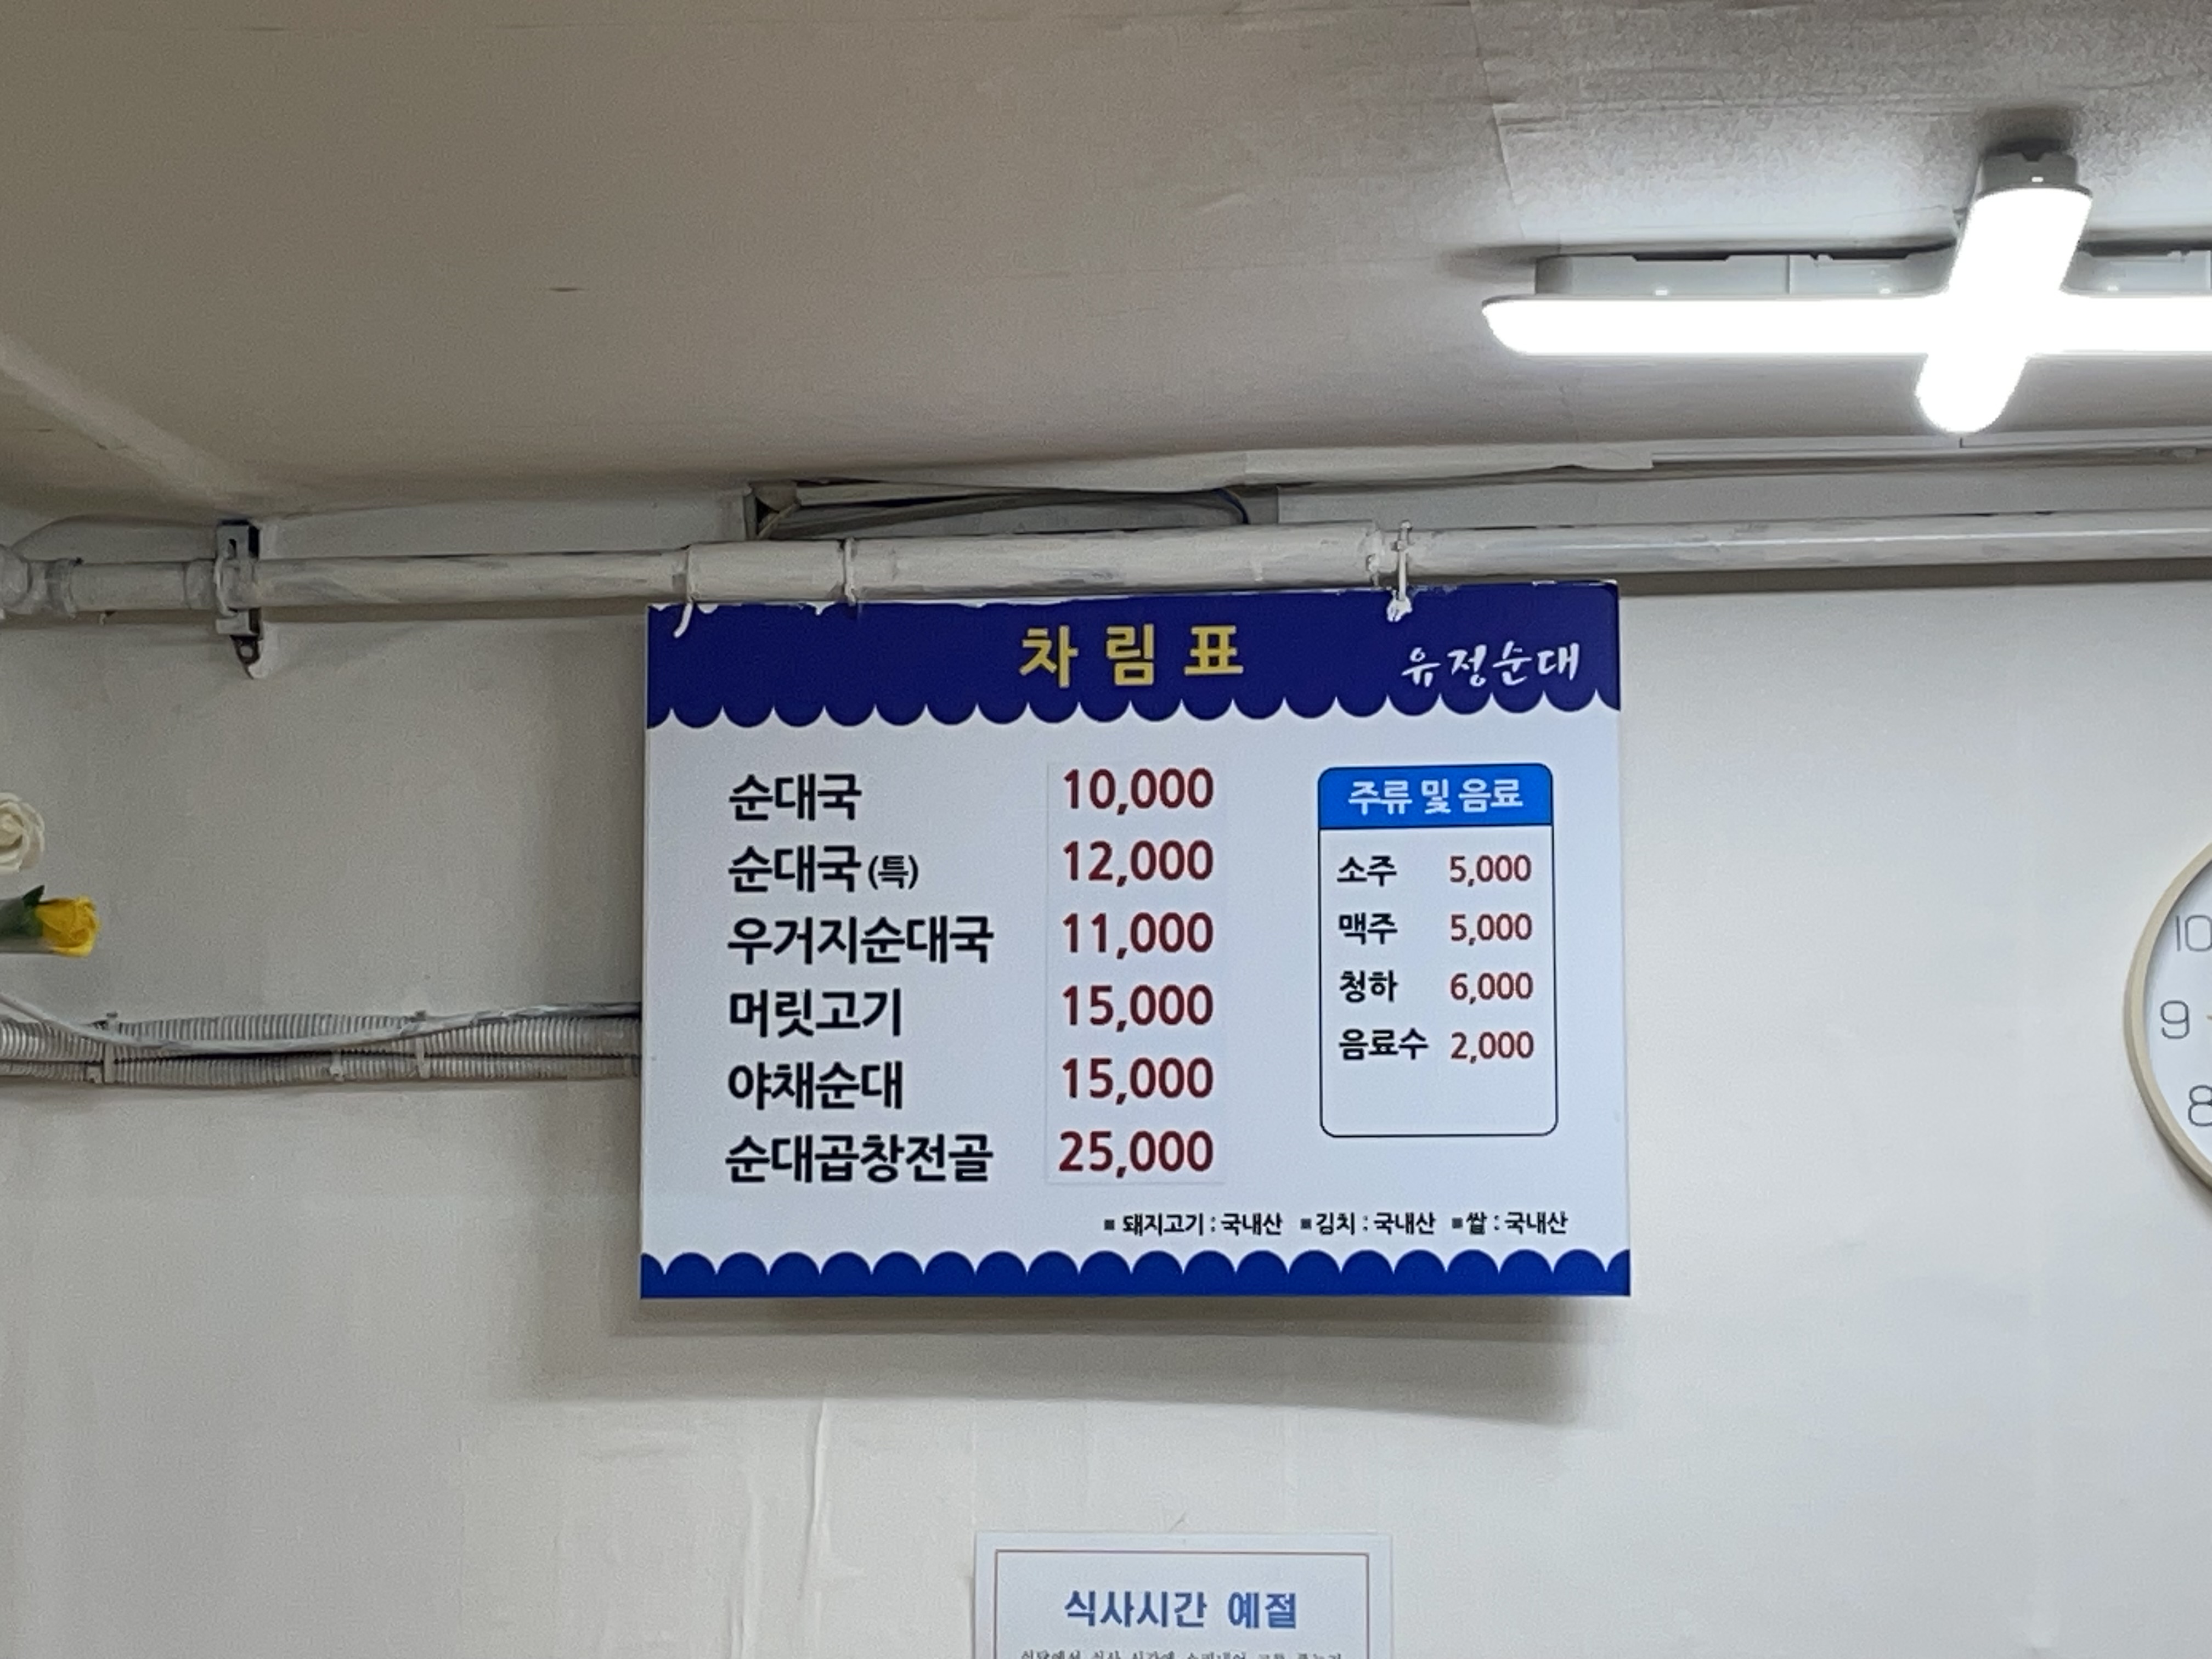 차림표
유정순대
순대국 10,000
순대국(특) 12,000
우거지순대국 11,000
머릿고기 15,000
야채순대 15,000
순대곱창전골 25,000
주류 및 음료
소주 5,000
맥주 5,000
청하 6,000
음료수 2,000
■ 돼지고기 : 국내산 ■ 김치 : 국내산 ■ 쌀 : 국내산
10
9
8
식사시간 예절